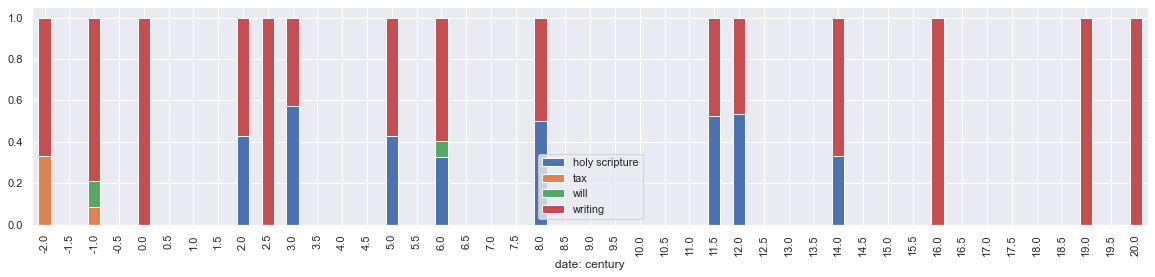 1.0
0.8
0.6
0.4
0.2
0.0
holy scripture
tax
will
writing
-2.0 -1.5 -1.0 -0.5 0.0 0.5 1.0 1.5 2.0 2.5 3.0 3.5 4.0 4.5 5.0 5.5 6.0 6.5 7.0 7.5 8.0 8.5 9.0 9.5 10.0 10.5 11.0 11.5 12.0 12.5 13.0 13.5 14.0 14.5 15.0 15.5 16.0 16.5 17.0 17.5 18.0 18.5 19.0 19.5 20.0
date: century